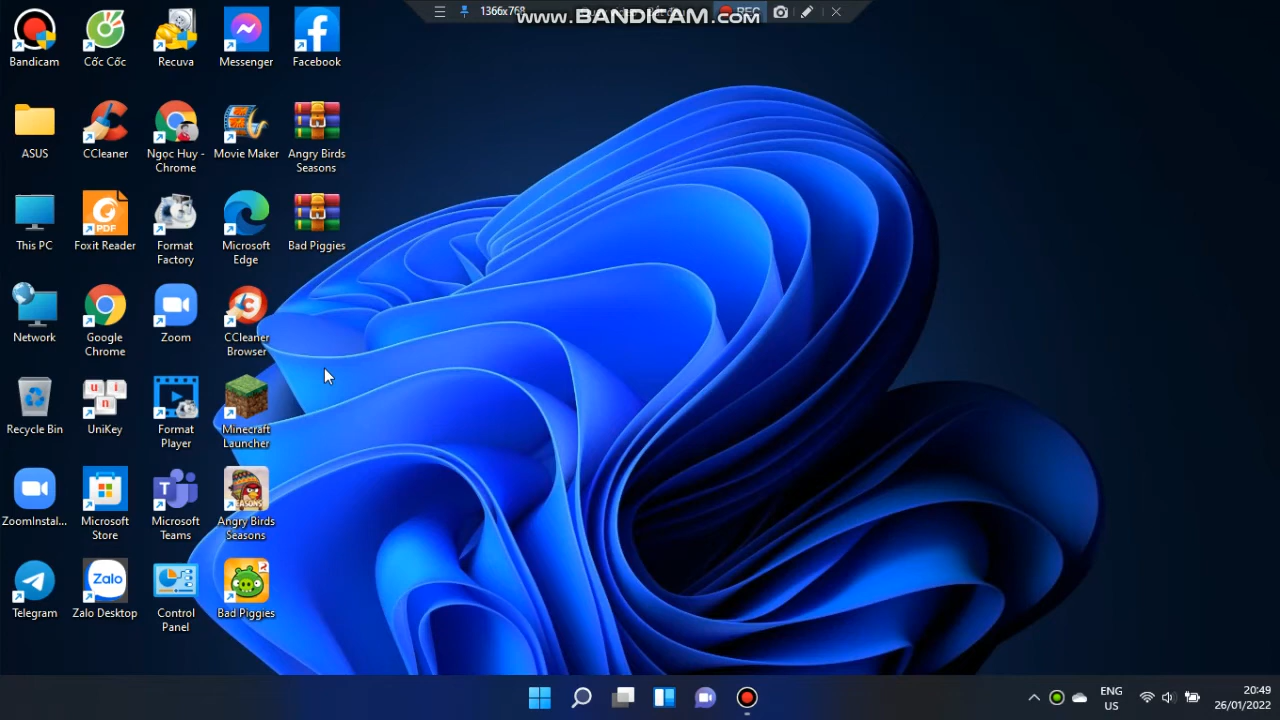 1366x768
www.BANDICAM.com
REC
Bandicam
Cốc Cốc
Recuva
Messenger
Facebook
ASUS
CCleaner
Ngọc Huy -
Chrome
Movie Maker
Angry Birds
Seasons
This PC
Foxit Reader
Format
Factory
Microsoft
Edge
Bad Piggies
Network
Google
Chrome
Zoom
CCleaner
Browser
Recycle Bin
UniKey
Format
Player
Minecraft
Launcher
ZoomInstal...
Microsoft
Store
Microsoft
Teams
Angry Birds
Seasons
Telegram
Zalo Desktop
Control
Panel
Bad Piggies
ENG
US
20:49
26/01/2022